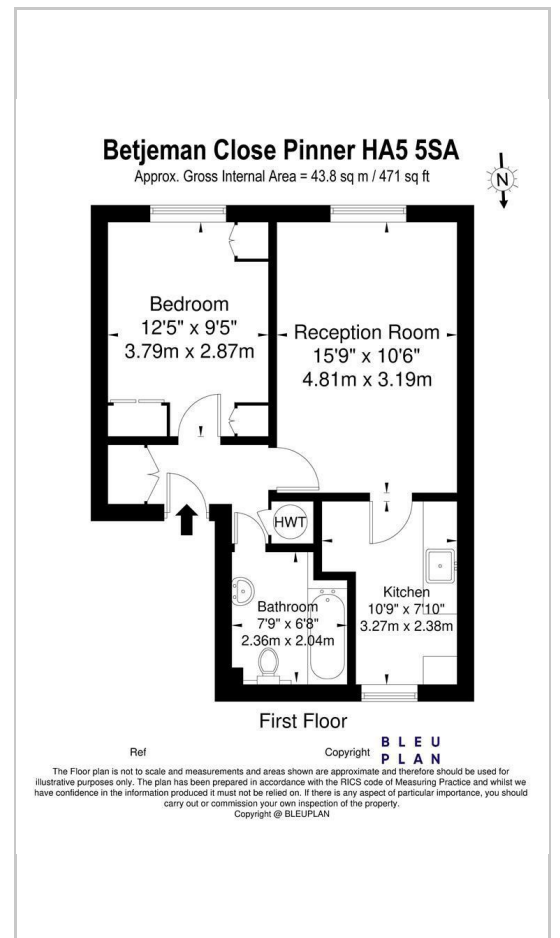 Betjeman Close Pinner HA5 5SA
Approx. Gross Internal Area = 43.8 sq m / 471 sq ft
N
Bedroom
12'5" x 9'5"
3.79m x 2.87m
Reception Room
15'9" x 10'6"
4.81m x 3.19m
HWT
Kitchen
10'9" x 7'10"
3.27m x 2.38m
Bathroom
7'9" x 6'8"
2.36m x 2.04m
First Floor
Ref
Copyright
BLEU
PLAN
The Floor plan is not to scale and measurements and areas shown are approximate and therefore should be used for
illustrative purposes only. The plan has been prepared in accordance with the RICS code of Measuring Practice and whilst we
have confidence in the information produced it must not be relied on. If there is any aspect of particular importance, you should
carry out or commission your own inspection of the property.
Copyright @ BLEUPLAN